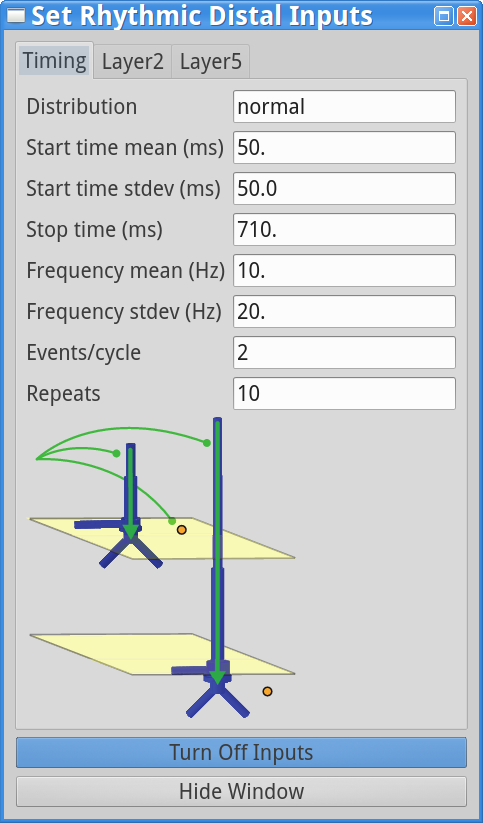 Set Rhythmic Distal Inputs
Timing Layer2 Layer5
Distribution normal
Start time mean (ms) 50.
Start time stdev (ms) 50.0
Stop time (ms) 710.
Frequency mean (Hz) 10.
Frequency stdev (Hz) 20.
Events/cycle 2
Repeats 10
Turn Off Inputs
Hide Window